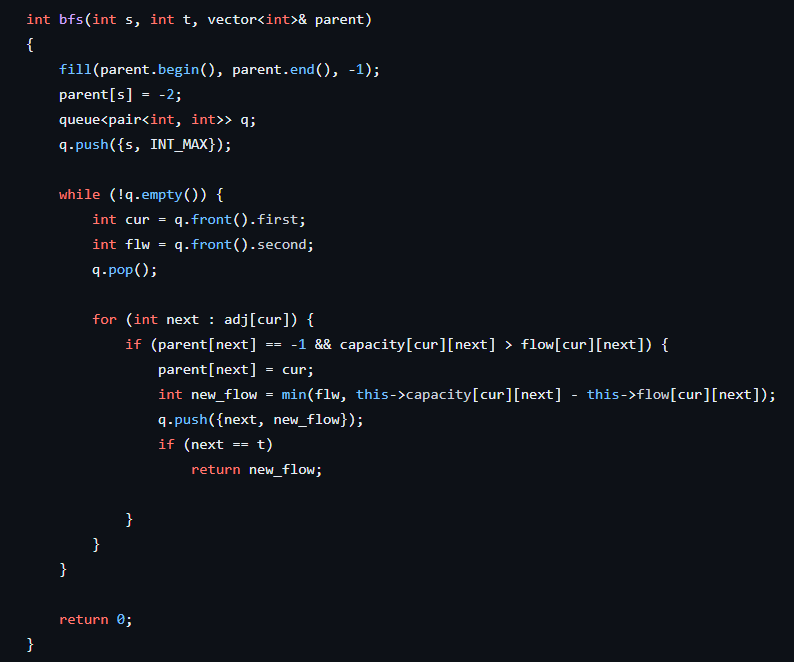 int bfs(int s, int t, vector<int>& parent)
{
    fill(parent.begin(), parent.end(), -1);
    parent[s] = -2;
    queue<pair<int, int>> q;
    q.push({s, INT_MAX});

    while (!q.empty()) {
        int cur = q.front().first;
        int flw = q.front().second;
        q.pop();

        for (int next : adj[cur]) {
            if (parent[next] == -1 && capacity[cur][next] > flow[cur][next]) {
                parent[next] = cur;
                int new_flow = min(flw, this->capacity[cur][next] - this->flow[cur][next]);
                q.push({next, new_flow});
                if (next == t)
                    return new_flow;

            }
        }
    }

    return 0;
}